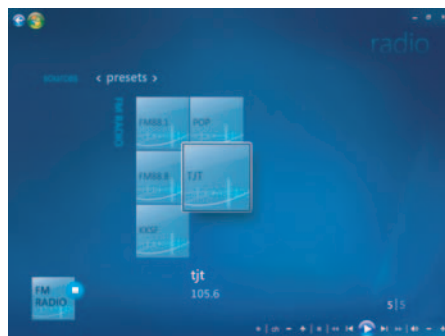 radio
sources < presets >
FM RADIO
FM88.5 POP
FM88.8 TJT
KXSF
tjt
105.6
FM
RADIO
5|5
ch